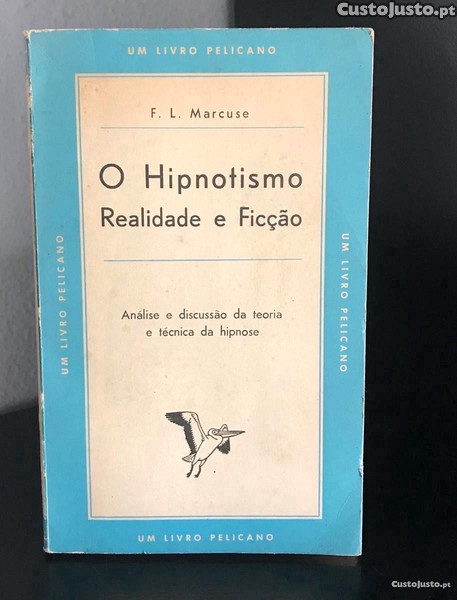 CustoJusto.pt
UM LIVRO PELICANO
F. L. Marcuse
O Hipnotismo
Realidade e Ficção
UM LIVRO PELICANO
UM LIVRO PELICANO
Análise e discussão da teoria
e técnica da hipnose
UM LIVRO PELICANO
CustoJusto.pt